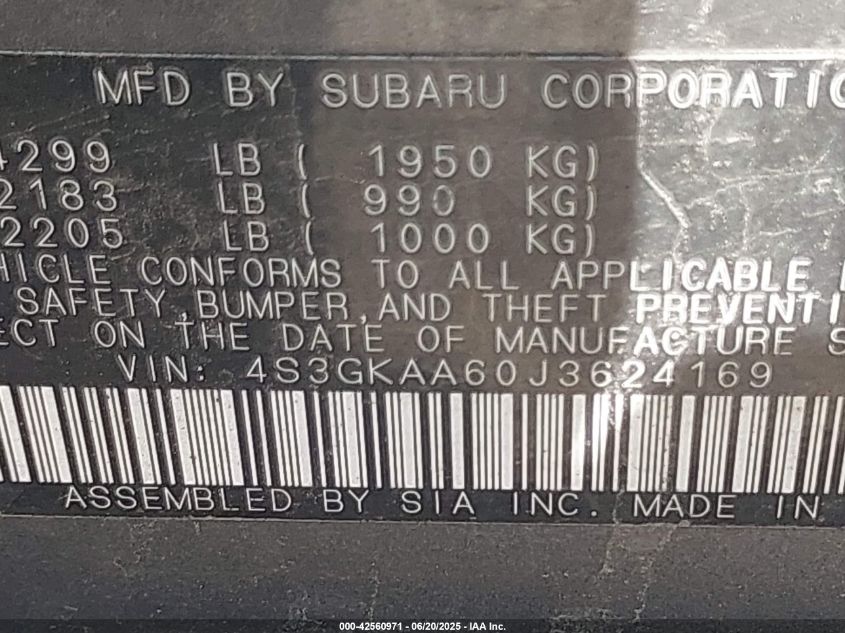 MFD BY SUBARU CORPORATIO
4299 LB ( 1950 KG)
2183 LB ( 990 KG)
2205 LB ( 1000 KG)
HICLE CONFORMS TO ALL APPLICABLE
SAFETY,BUMPER,AND THEFT PREVENTI
ECT ON THE DATE OF MANUFACTURE S
VIN: 4S3GKAA60J3624169
ASSEMBLED BY SIA INC. MADE IN
000-42560971 - 06/20/2025 - IAA Inc.